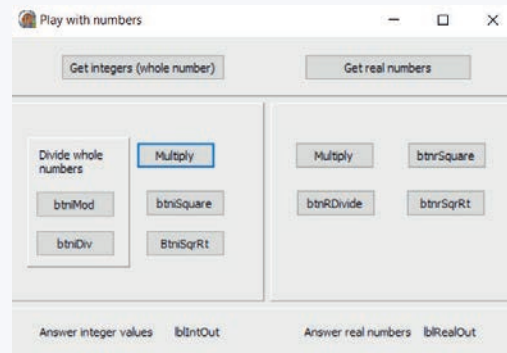 Play with numbers
Get integers (whole number)
Get real numbers
Divide whole
numbers
btniMod
btniDiv
Multiply
btniSquare
BtniSqrRt
Multiply
btnrSquare
btnRDivide
btnrSqrRt
Answer integer values
lblIntOut
Answer real numbers
lblRealOut